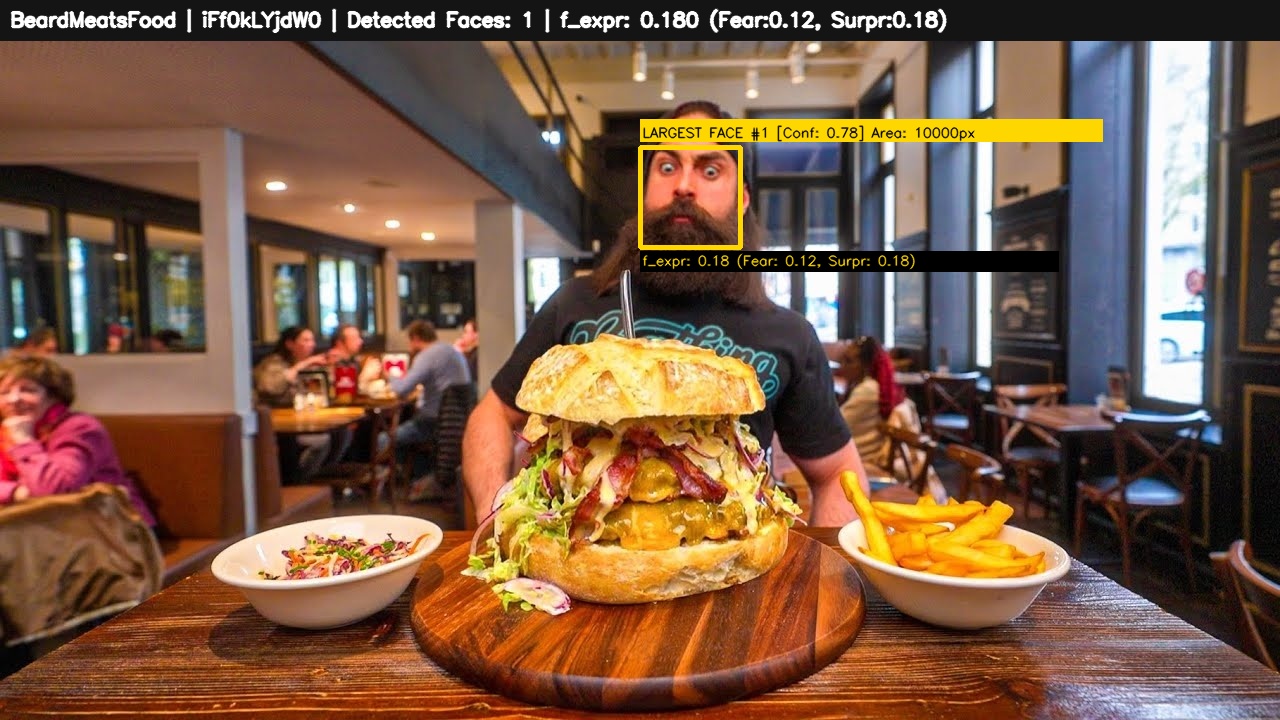 BeardMeatsFood | iFf0kLYjdW0 | Detected Faces: 1 | f_expr: 0.180 (Fear:0.12, Surpr:0.18)
LARGEST FACE #1 [Conf: 0.78] Area: 10000px
f_expr: 0.18 (Fear: 0.12, Surpr: 0.18)